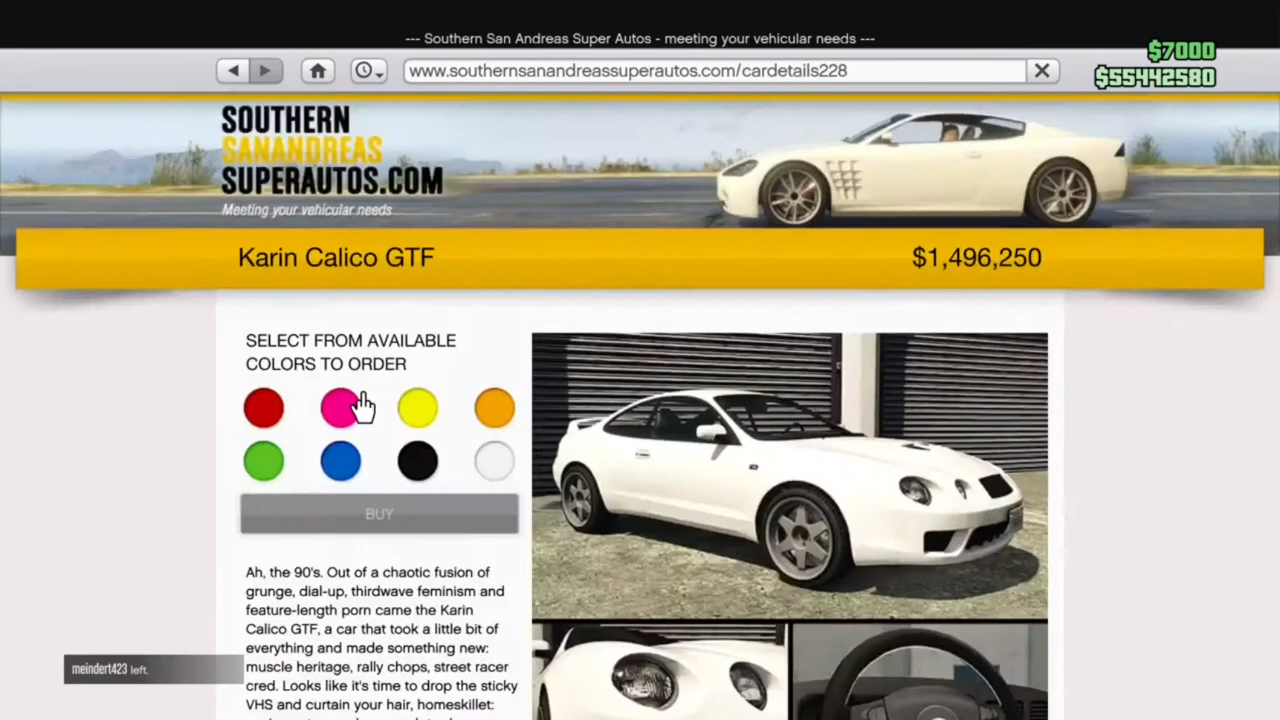 --- Southern San Andreas Super Autos - meeting your vehicular needs ---
$7000
www.southernsanandreassuperautos.com/cardetails228
$55442580
SOUTHERN
SANANDREAS
SUPERAUTOS.COM
Meeting your vehicular needs
Karin Calico GTF
$1,496,250
SELECT FROM AVAILABLE
COLORS TO ORDER
BUY
Ah, the 90's. Out of a chaotic fusion of
grunge, dial-up, thirdwave feminism and
feature-length porn came the Karin
Calico GTF, a car that took a little bit of
everything and made something new:
muscle heritage, rally chops, street racer
cred. Looks like it's time to drop the sticky
VHS and curtain your hair, homeskillet:
meindert423 left.